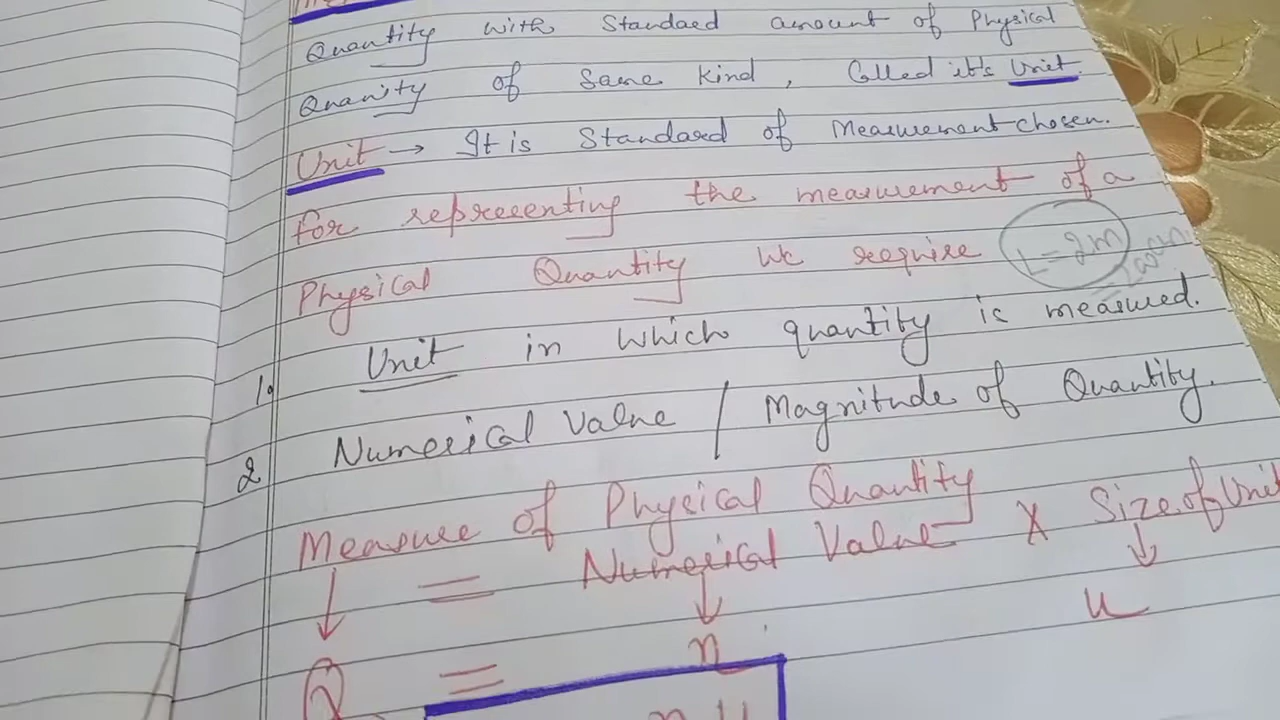 Quantity with Standard amount of Physical
Quanity of Same Kind, Called it's Unit.
Unit → It is Standard of Measurement chosen.
for representing the measurement of a
Physical Quantity We require L = 2m
1. Unit in which quantity is measured.
2 Numerical Value / Magnitude of Quantity.
Measure of Physical Quantity
= Numerical Value X Size of Unit
↓ ↓ ↓
Q = n u
n u